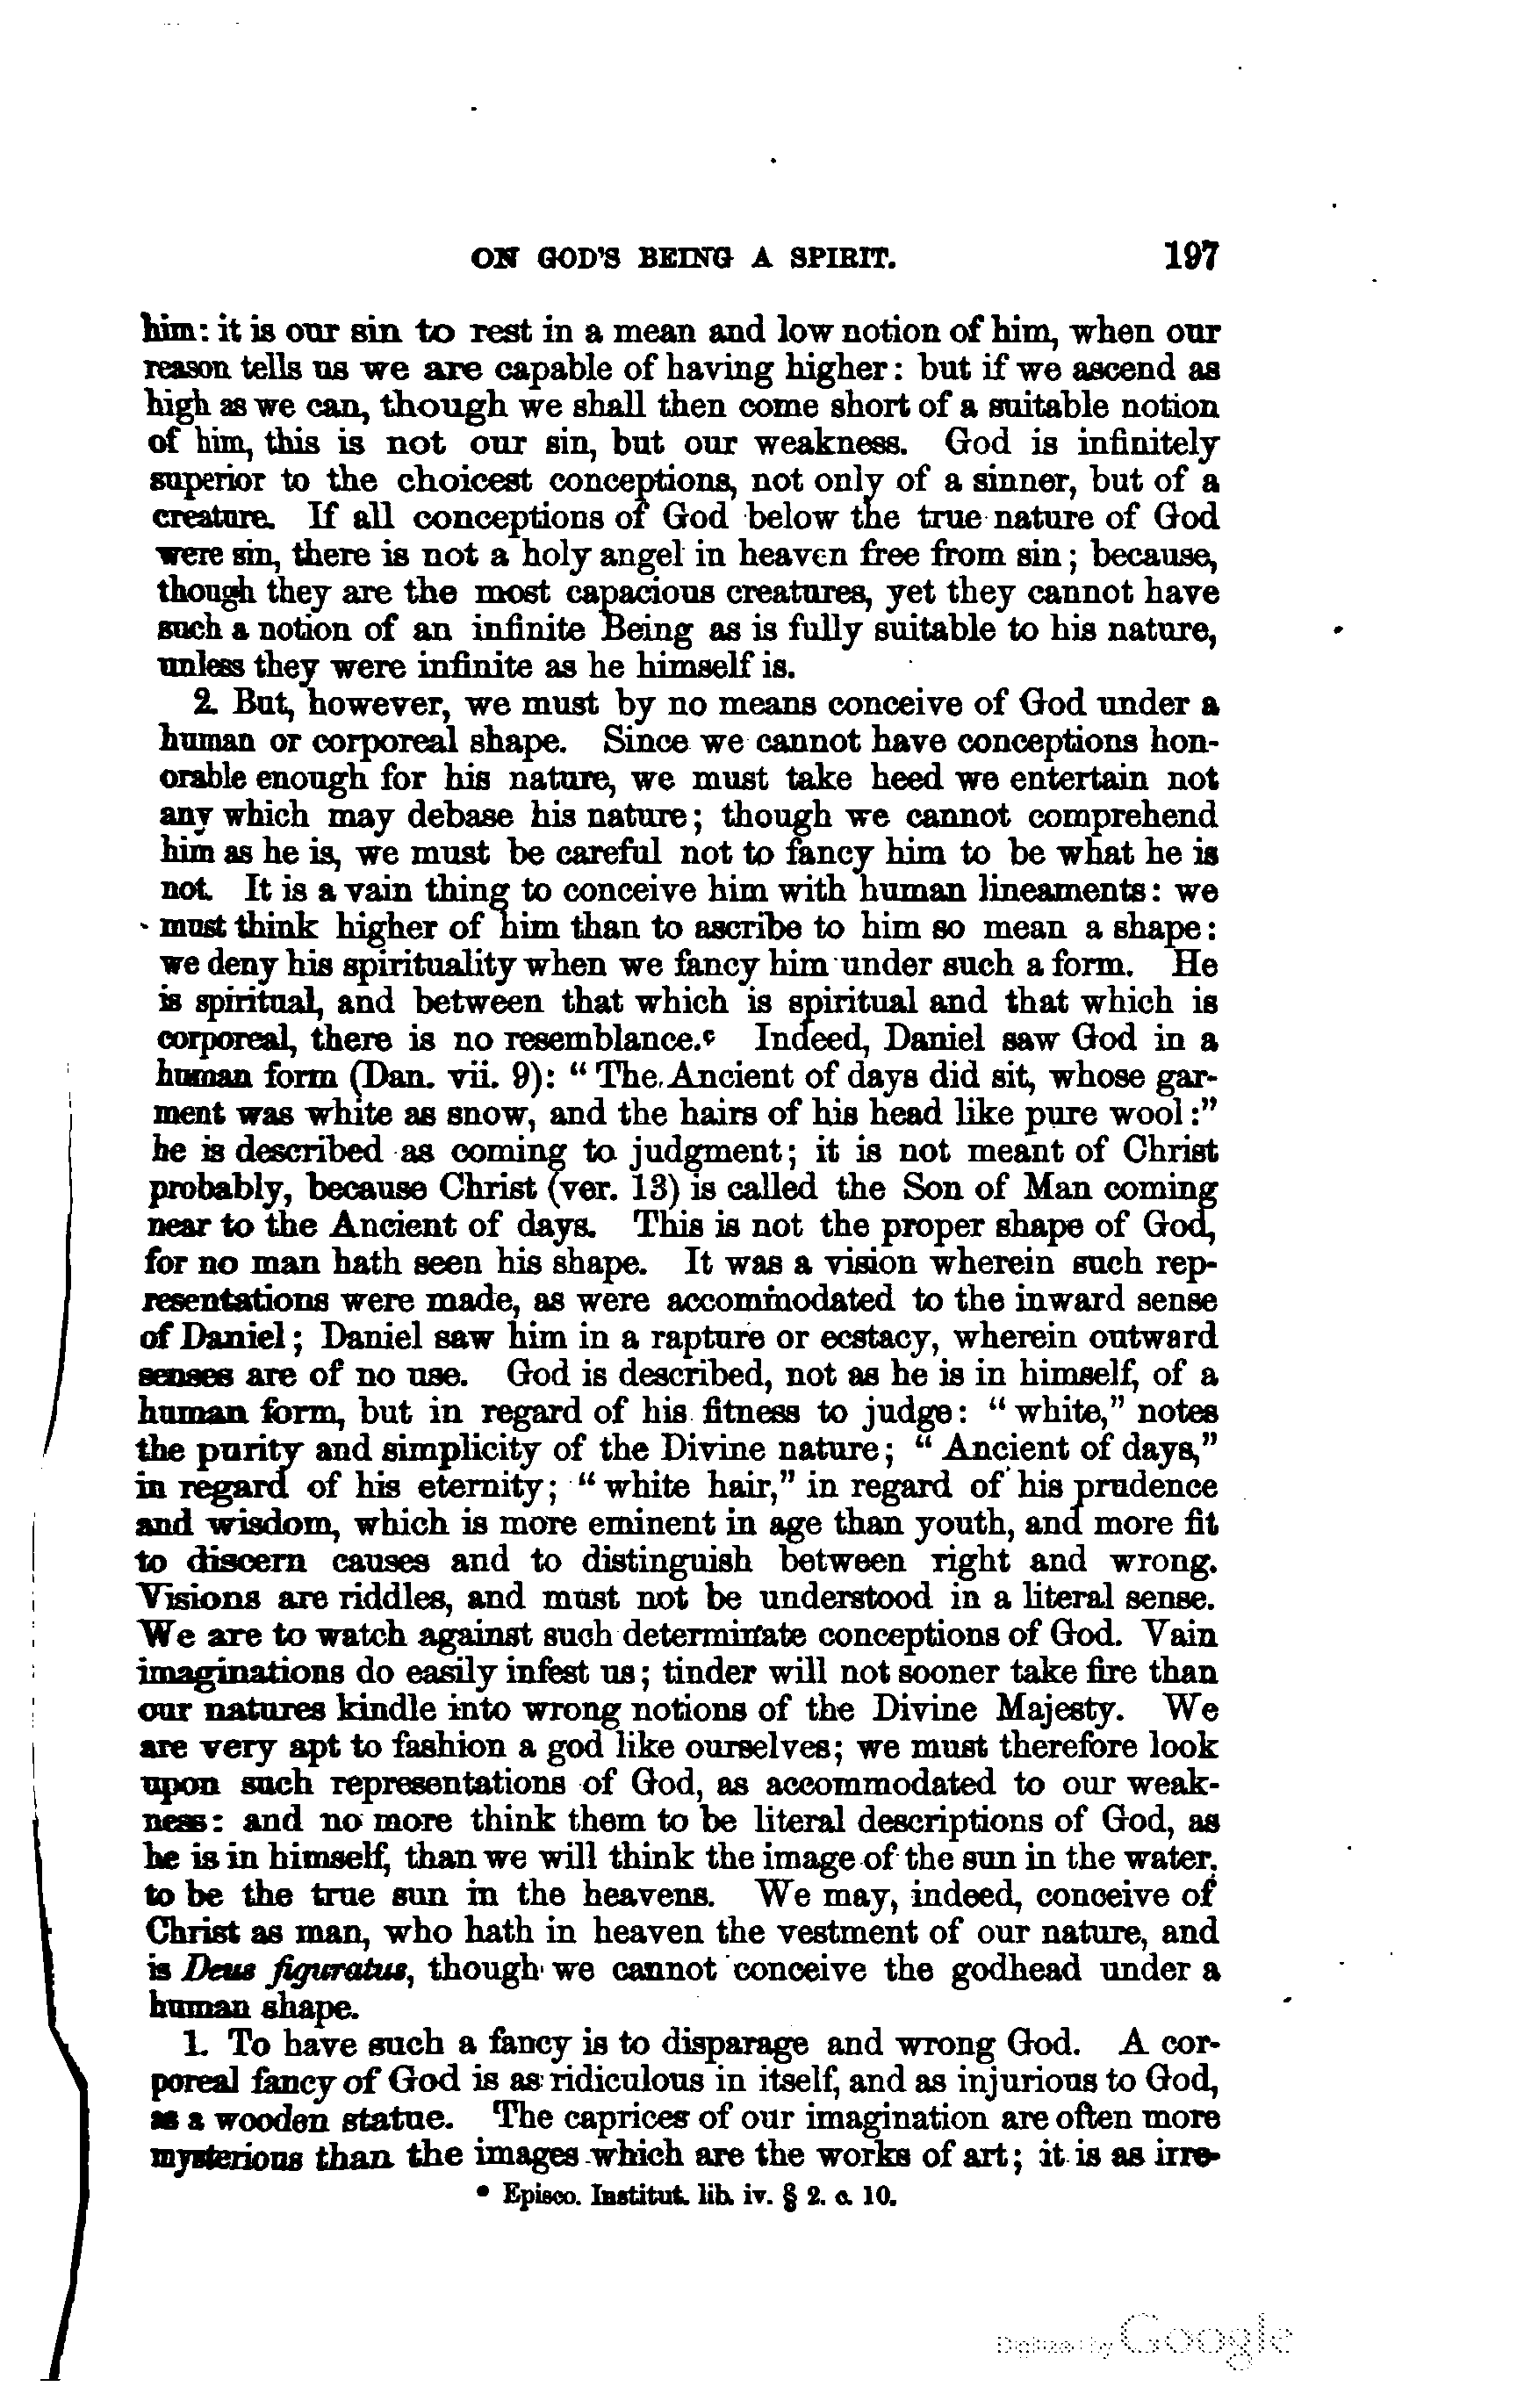 ON GOD'S BEING A SPIRIT. 197
him: it is our sin to rest in a mean and low notion of him, when our
reason tells us we are capable of having higher: but if we ascend as
high as we can, though we shall then come short of a suitable notion
of him, this is not our sin, but our weakness. God is infinitely
superior to the choicest conceptions, not only of a sinner, but of a
creature. If all conceptions of God below the true nature of God
were sin, there is not a holy angel in heaven free from sin; because,
though they are the most capacious creatures, yet they cannot have
such a notion of an infinite Being as is fully suitable to his nature,
unless they were infinite as he himself is.
2. But, however, we must by no means conceive of God under a
human or corporeal shape. Since we cannot have conceptions hon-
orable enough for his nature, we must take heed we entertain not
any which may debase his nature; though we cannot comprehend
him as he is, we must be careful not to fancy him to be what he is
not. It is a vain thing to conceive him with human lineaments: we
must think higher of him than to ascribe to him so mean a shape:
we deny his spirituality when we fancy him under such a form. He
is spiritual, and between that which is spiritual and that which is
corporeal, there is no resemblance.c Indeed, Daniel saw God in a
human form (Dan. vii. 9): "The Ancient of days did sit, whose gar-
ment was white as snow, and the hairs of his head like pure wool:"
he is described as coming to judgment; it is not meant of Christ
probably, because Christ (ver. 13) is called the Son of Man coming
near to the Ancient of days. This is not the proper shape of God,
for no man hath seen his shape. It was a vision wherein such rep-
resentations were made, as were accommodated to the inward sense
of Daniel; Daniel saw him in a rapture or ecstacy, wherein outward
senses are of no use. God is described, not as he is in himself, of a
human form, but in regard of his fitness to judge: "white," notes
the purity and simplicity of the Divine nature; "Ancient of days,"
in regard of his eternity; "white hair," in regard of his prudence
and wisdom, which is more eminent in age than youth, and more fit
to discern causes and to distinguish between right and wrong.
Visions are riddles, and must not be understood in a literal sense.
We are to watch against such determinate conceptions of God. Vain
imaginations do easily infest us; tinder will not sooner take fire than
our natures kindle into wrong notions of the Divine Majesty. We
are very apt to fashion a god like ourselves; we must therefore look
upon such representations of God, as accommodated to our weak-
ness: and no more think them to be literal descriptions of God, as
he is in himself, than we will think the image of the sun in the water,
to be the true sun in the heavens. We may, indeed, conceive of
Christ as man, who hath in heaven the vestment of our nature, and
is Deus figuratus, though we cannot conceive the godhead under a
human shape.
1. To have such a fancy is to disparage and wrong God. A cor-
poreal fancy of God is as ridiculous in itself, and as injurious to God,
as a wooden statue. The caprices of our imagination are often more
mysterious than the images which are the works of art; it is as irre-
• Episco. Institut. lib. iv. § 2. c. 10.
Digitized by Google